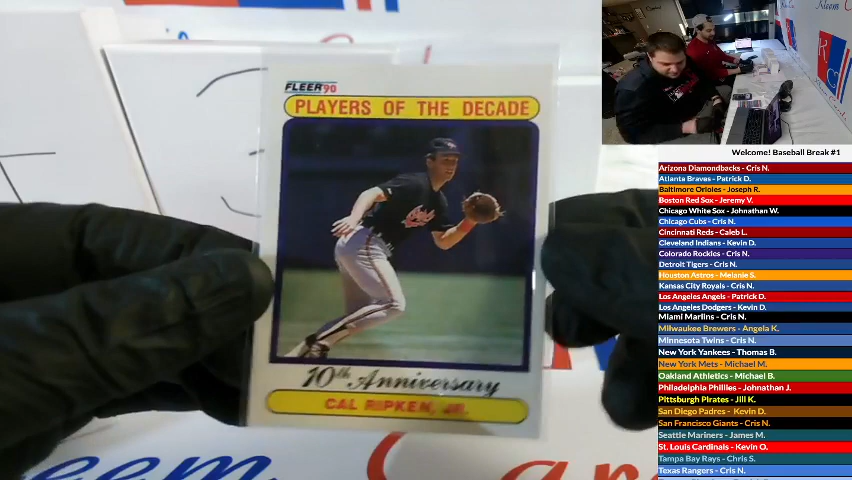 FLEER'90
PLAYERS OF THE DECADE
10th Anniversary
CAL RIPKEN, JR.
Welcome! Baseball Break #1
Arizona Diamondbacks - Cris N.
Atlanta Braves - Patrick D.
Baltimore Orioles - Joseph R.
Boston Red Sox - Jeremy V.
Chicago White Sox - Johnathan W.
Chicago Cubs - Cris N.
Cincinnati Reds - Caleb L.
Cleveland Indians - Kevin D.
Colorado Rockies - Cris N.
Detroit Tigers - Cris N.
Houston Astros - Melanie S.
Kansas City Royals - Cris N.
Los Angeles Angels - Patrick D.
Los Angeles Dodgers - Kevin D.
Miami Marlins - Cris N.
Milwaukee Brewers - Angela K.
Minnesota Twins - Cris N.
New York Yankees - Thomas B.
New York Mets - Michael M.
Oakland Athletics - Michael B.
Philadelphia Phillies - Johnathan J.
Pittsburgh Pirates - Jill K.
San Diego Padres - Kevin D.
San Francisco Giants - Cris N.
Seattle Mariners - James M.
St. Louis Cardinals - Kevin O.
Tampa Bay Rays - Chris S.
Texas Rangers - Cris N.